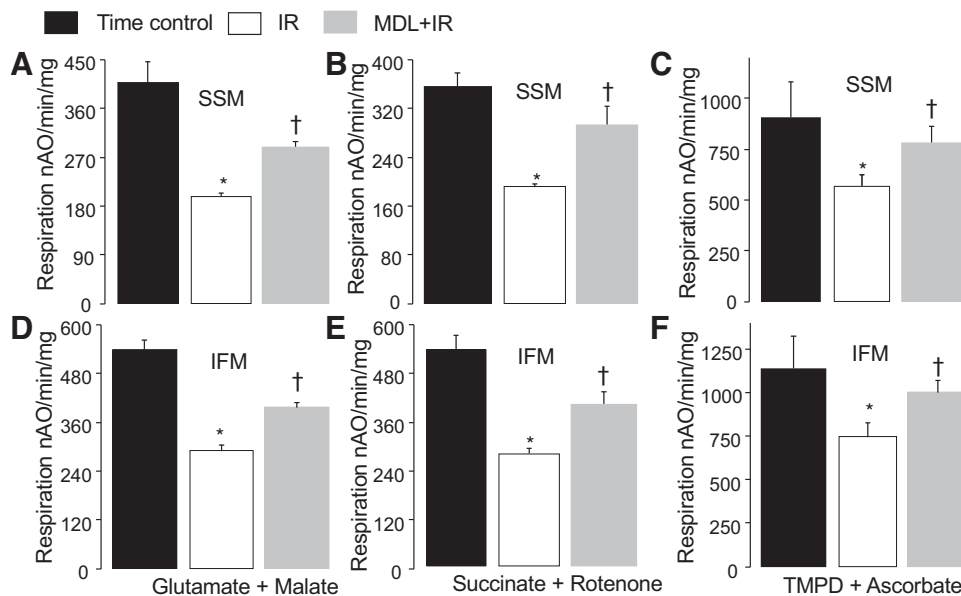 Time control IR MDL+IR
A
Respiration nAO/min/mg
450
360
270
180
90
0
SSM
*
†
B
Respiration nAO/min/mg
360
240
160
80
0
SSM
*
†
C
Respiration nAO/min/mg
1000
750
500
250
0
SSM
*
†
D
Respiration nAO/min/mg
600
480
360
240
120
0
IFM
*
†
Glutamate + Malate
E
Respiration nAO/min/mg
600
480
360
240
120
0
IFM
*
†
Succinate + Rotenone
F
Respiration nAO/min/mg
1250
1000
750
500
250
0
IFM
*
†
TMPD + Ascorbate